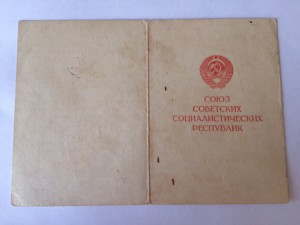 СОЮЗ
СОВЕТСКИХ
СОЦИАЛИСТИЧЕСКИХ
РЕСПУБЛИК